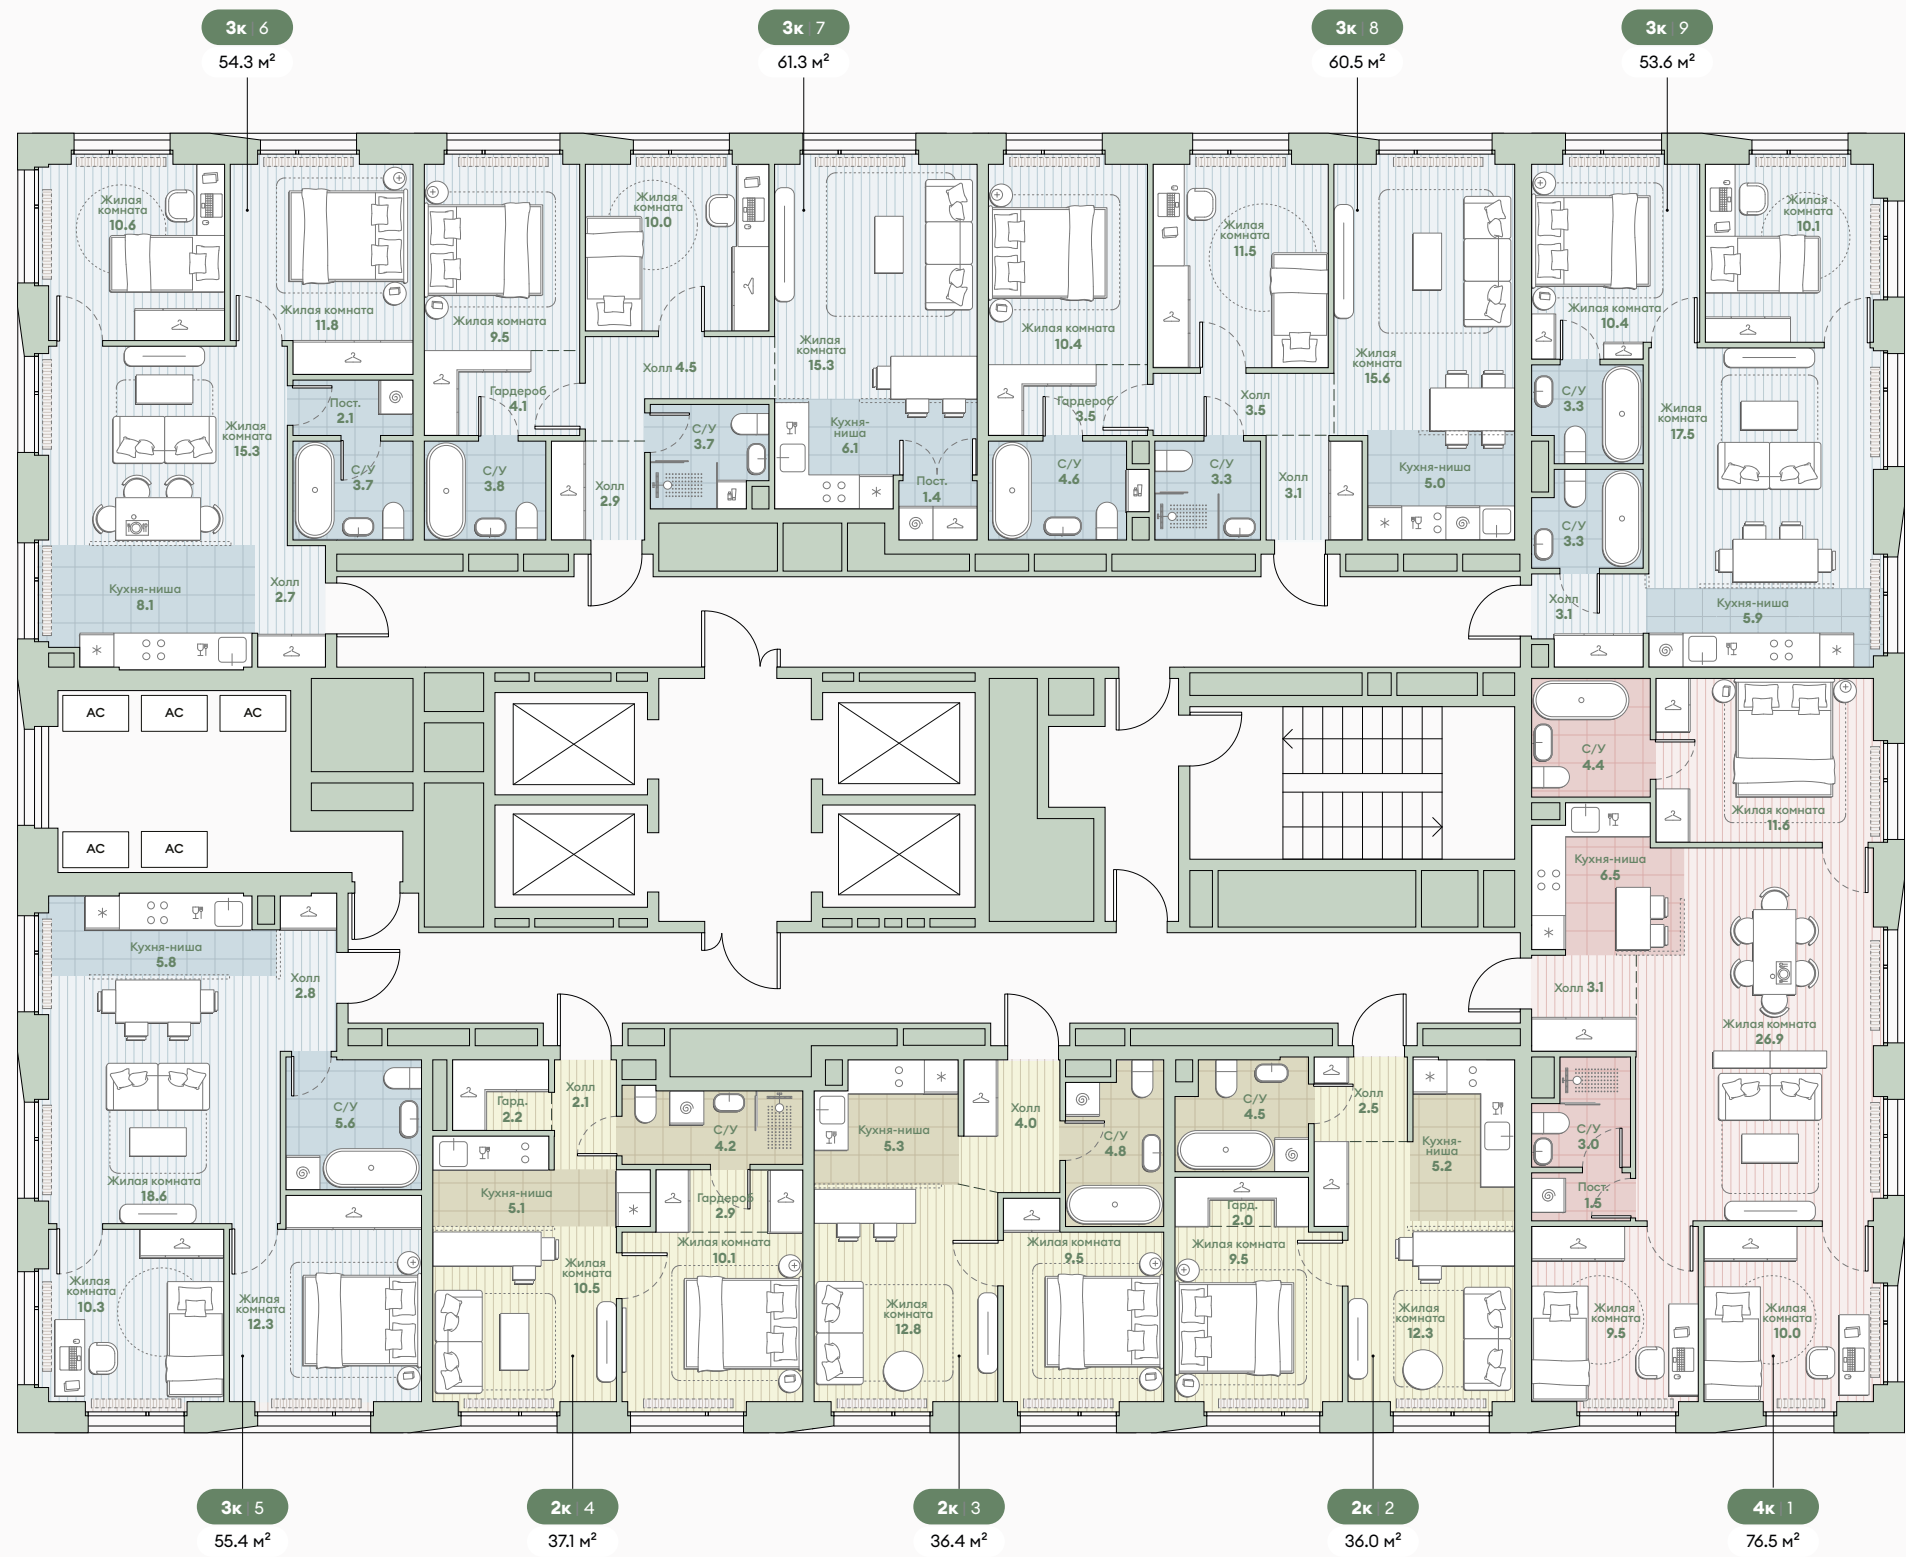 3к 6
54.3 м²
3к 7
61.3 м²
3к 8
60.5 м²
3к 9
53.6 м²
Жилая
комната
10.6
Жилая комната
11.8
Жилая
комната
15.3
Пост.
2.1
С/У
3.7
Кухня-ниша
8.1
Холл
2.7
Жилая комната
9.5
Гардероб
4.1
С/У
3.8
Жилая
комната
10.0
Холл 4.5
Холл
2.9
С/У
3.7
Жилая
комната
15.3
Кухня-
ниша
6.1
Пост.
1.4
Жилая комната
10.4
Гардероб
3.5
С/У
4.6
Жилая
комната
11.5
Холл
3.5
С/У
3.3
Холл
3.1
Жилая
комната
15.6
Кухня-ниша
5.0
Жилая комната
10.4
Жилая
комната
10.1
С/У
3.3
С/У
3.3
Жилая
комната
17.5
Холл
3.1
Кухня-ниша
5.9
AC
AC
AC
AC
AC
С/У
4.4
Жилая комната
11.6
Кухня-ниша
6.5
Холл 3.1
Жилая комната
26.9
С/У
3.0
Пост.
1.5
Жилая
комната
9.5
Жилая
комната
10.0
Кухня-ниша
5.8
Холл
2.8
С/У
5.6
Жилая комната
18.6
Жилая
комната
10.3
Жилая
комната
12.3
Гард.
2.2
Холл
2.1
С/У
4.2
Кухня-ниша
5.1
Гардероб
2.9
Жилая
комната
10.5
Жилая комната
10.1
Кухня-ниша
5.3
Холл
4.0
С/У
4.8
Жилая
комната
12.8
Жилая комната
9.5
С/У
4.5
Холл
2.5
Кухня-
ниша
5.2
Гард.
2.0
Жилая комната
9.5
Жилая
комната
12.3
3к 5
55.4 м²
2к 4
37.1 м²
2к 3
36.4 м²
2к 2
36.0 м²
4к 1
76.5 м²